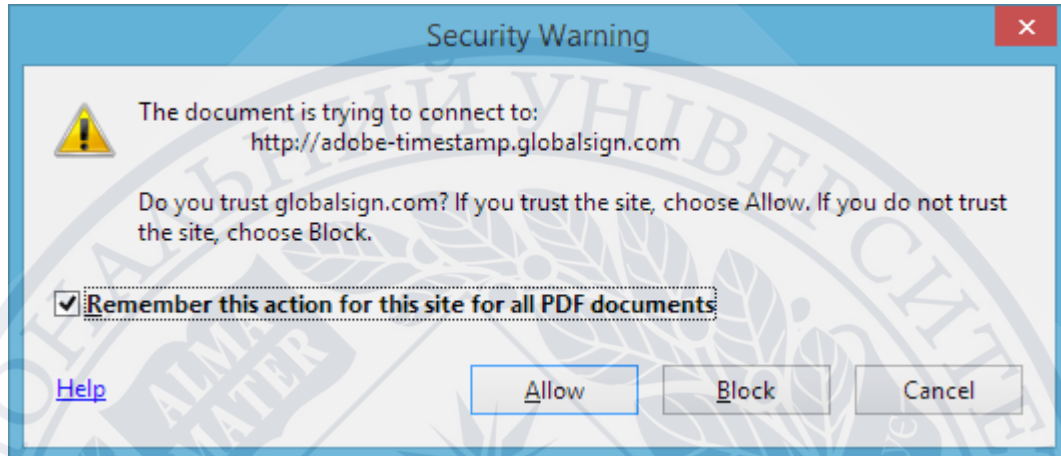 Security Warning
The document is trying to connect to:
http://adobe-timestamp.globalsign.com
Do you trust globalsign.com? If you trust the site, choose Allow. If you do not trust
the site, choose Block.
Remember this action for this site for all PDF documents
Help
Allow
Block
Cancel
ALMA
MATER